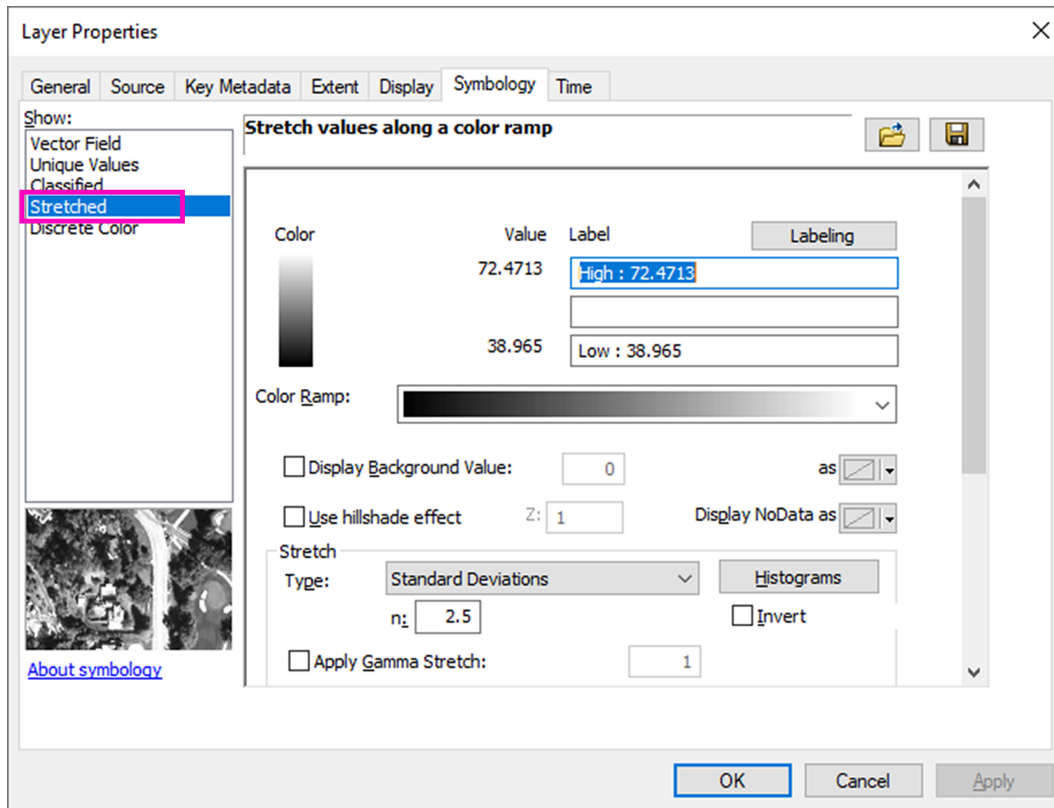 Layer Properties
General Source Key Metadata Extent Display Symbology Time
Show:
Vector Field
Unique Values
Classified
Stretched
Discrete Color
About symbology
Stretch values along a color ramp
Color Value Label Labeling
72.4713 High : 72.4713
38.965 Low : 38.965
Color Ramp:
Display Background Value: 0 as
Use hillshade effect Z: 1 Display NoData as
Stretch
Type: Standard Deviations Histograms
n: 2.5 Invert
Apply Gamma Stretch: 1
OK Cancel Apply